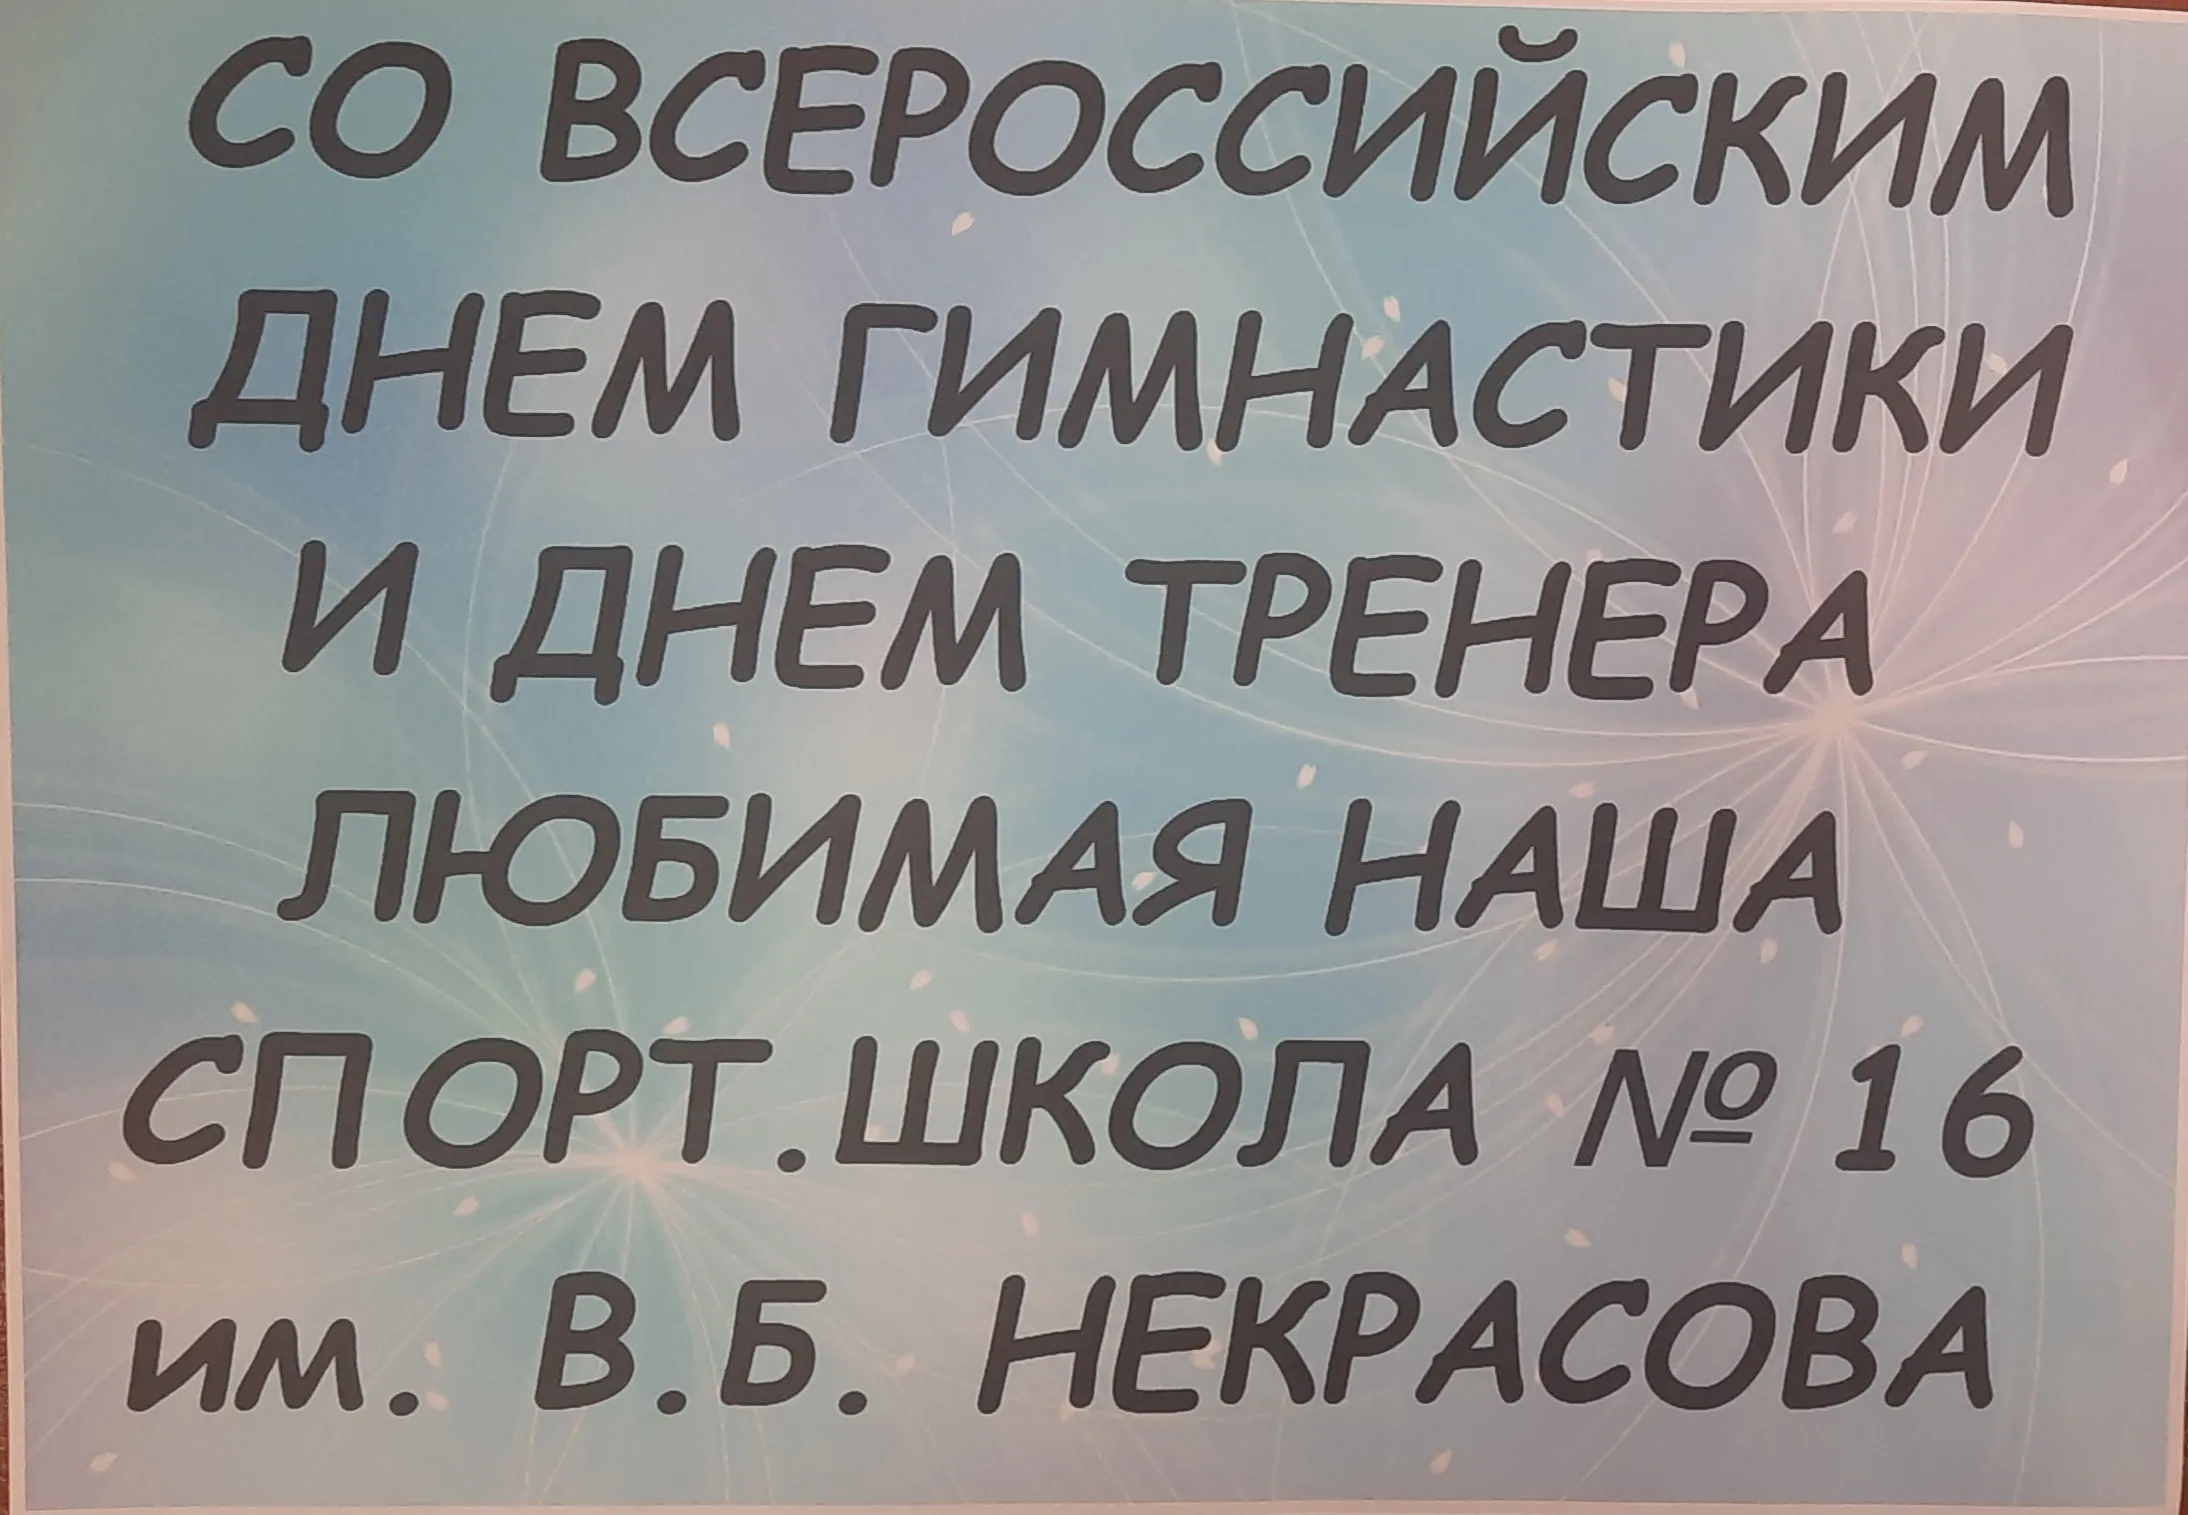 СО ВСЕРОССИЙСКИМ
ДНЕМ ГИМНАСТИКИ
И ДНЕМ ТРЕНЕРА
ЛЮБИМАЯ НАША
СПОРТ.ШКОЛА № 16
им. В.Б. НЕКРАСОВА